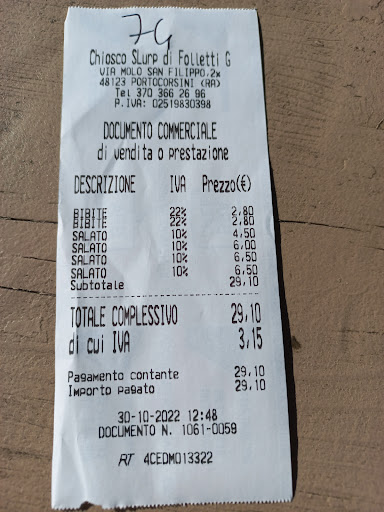 7G
Chiosco SLurp di Folletti G
VIA MOLO SAN FILIPPO,2x
48123 PORTOCORSINI (RA)
Tel 370 366 26 96
P.IVA: 02519830398
DOCUMENTO COMMERCIALE
di vendita o prestazione
DESCRIZIONE IVA Prezzo(€)
BIBITE 22% 2,80
BIBITE 22% 2,80
SALATO 10% 4,50
SALATO 10% 6,00
SALATO 10% 6,50
SALATO 10% 6,50
Subtotale 29,10
TOTALE COMPLESSIVO 29,10
di cui IVA 3,15
Pagamento contante 29,10
Importo pagato 29,10
30-10-2022 12:48
DOCUMENTO N. 1061-0059
RT 4CEDM013322